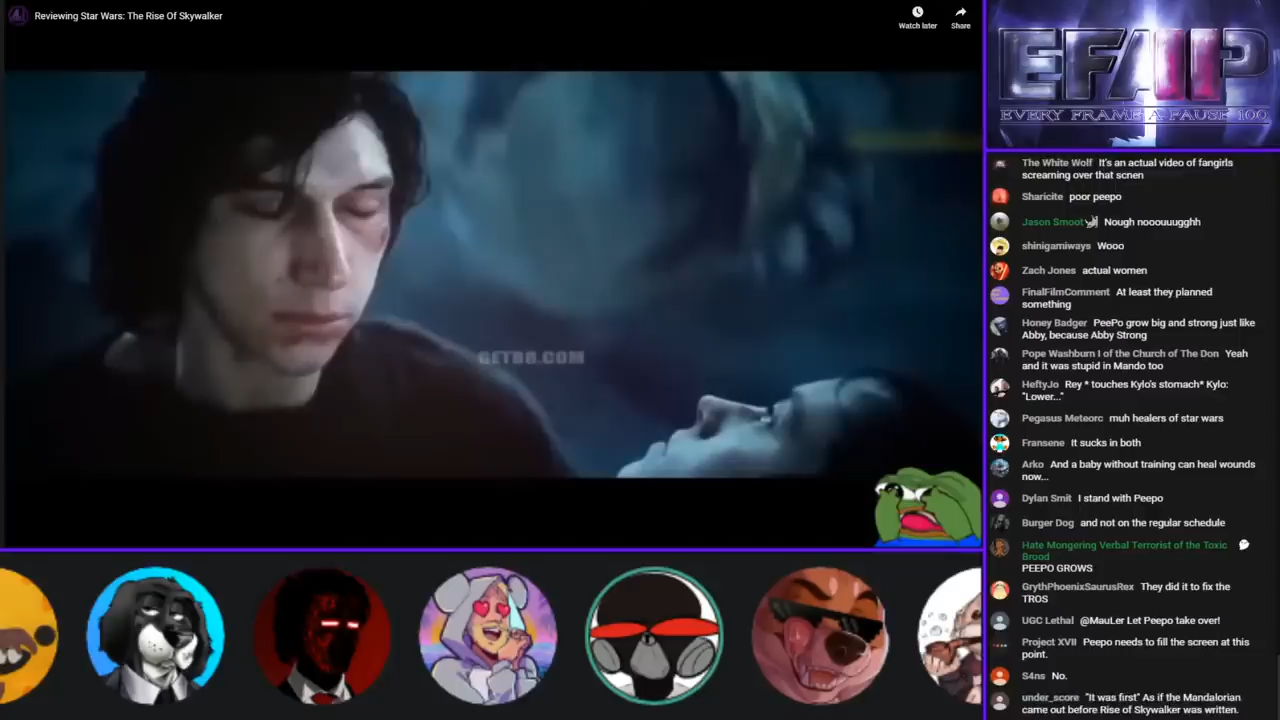 Reviewing Star Wars: The Rise Of Skywalker
Watch later
Share
GETDB.COM
EFAP
EVERY FRAME A PAUSE 100
The White Wolf It's an actual video of fangirls
screaming over that scnen
Sharicite poor peepo
Jason Smoot Nough nooouuugghh
shinigamiways Wooo
Zach Jones actual women
FinalFilmComment At least they planned
something
Honey Badger PeePo grow big and strong just like
Abby, because Abby Strong
Pope Washburn I of the Church of The Don Yeah
and it was stupid in Mando too
HeftyJo Rey * touches Kylo's stomach* Kylo:
"Lower..."
Pegasus Meteorc muh healers of star wars
Fransene It sucks in both
Arko And a baby without training can heal wounds
now...
Dylan Smit I stand with Peepo
Burger Dog and not on the regular schedule
Hate Mongering Verbal Terrorist of the Toxic
Brood
PEEPO GROWS
GrythPhoenixSaurusRex They did it to fix the
TROS
UGC Lethal @MauLer Let Peepo take over!
Project XVII Peepo needs to fill the screen at this
point.
S4ns No.
under_score "It was first" As if the Mandalorian
came out before Rise of Skywalker was written.